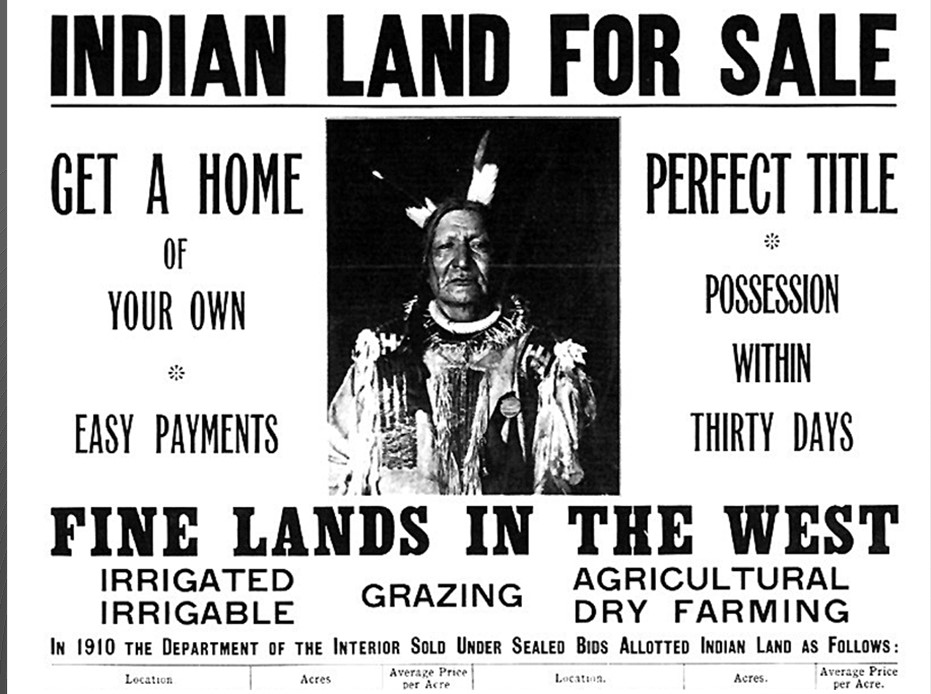 INDIAN LAND FOR SALE
GET A HOME
OF
YOUR OWN
EASY PAYMENTS
PERFECT TITLE
POSSESSION
WITHIN
THIRTY DAYS
FINE LANDS IN THE WEST
IRRIGATED
IRRIGABLE
GRAZING
AGRICULTURAL
DRY FARMING
IN 1910 THE DEPARTMENT OF THE INTERIOR SOLD UNDER SEALED BIDS ALLOTTED INDIAN LAND AS FOLLOWS:
Location Acres Average Price per Acre Location. Acres. Average Price per Acre.